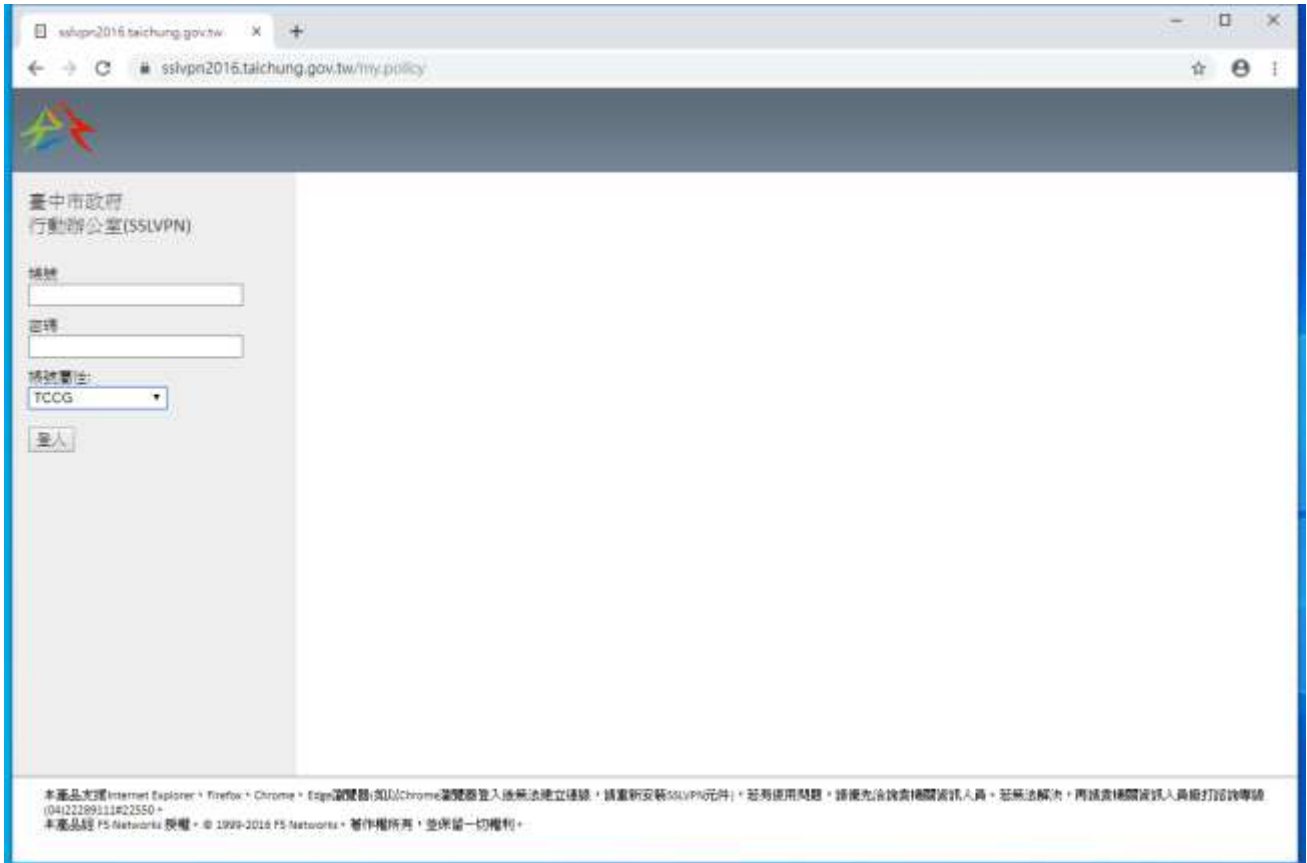 sslvpn2016.taichung.gov.tw
sslvpn2016.taichung.gov.tw/my.policy
臺中市政府
行動辦公室(SSLVPN)
帳號
密碼
帳號屬性:
TCCG
登入
本產品支援Internet Explorer、Firefox、Chrome、Edge瀏覽器(如以Chrome瀏覽器登入後無法建立連線，請重新安裝SSLVPN元件)。若有使用問題，請優先洽詢貴機關資訊人員。若無法解決，再請貴機關資訊人員撥打諮詢專線
(04)22289111#22550。
本產品經 F5 Networks 授權。© 1999-2016 F5 Networks。著作權所有，並保留一切權利。